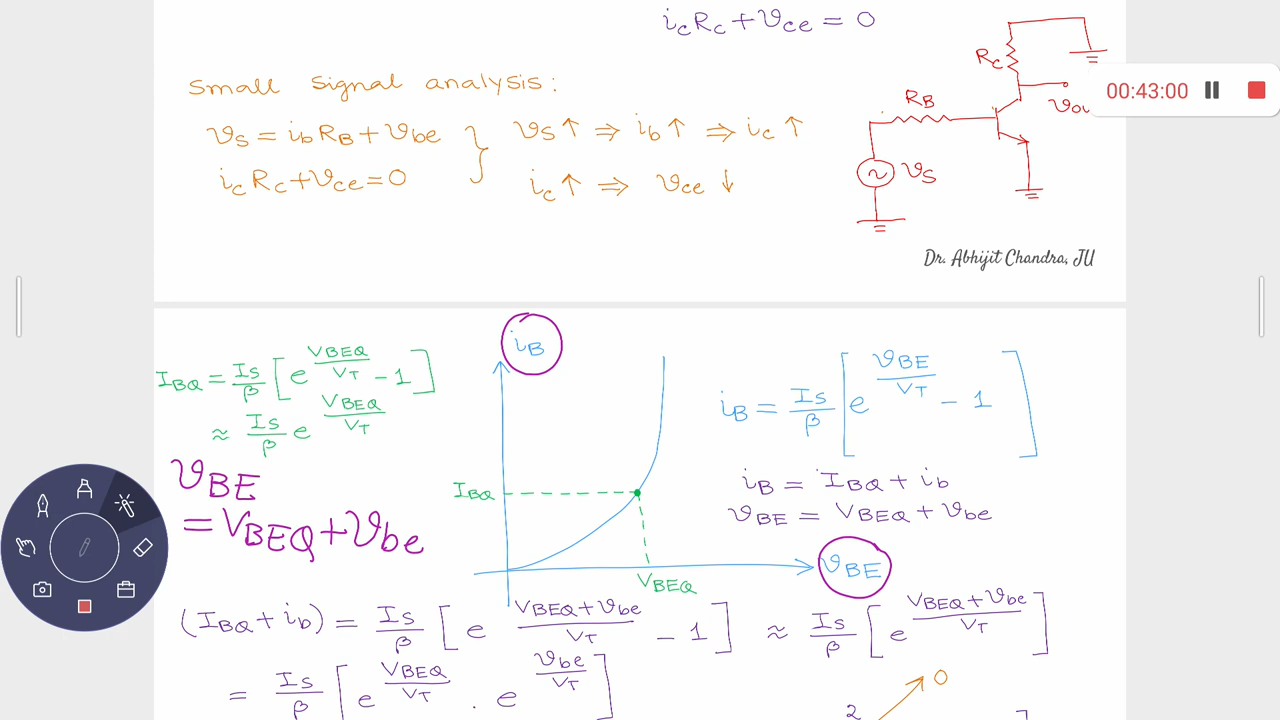 i_c R_C + v_ce = 0
Small signal analysis:
v_S = i_b R_B + v_be } v_S ↑ ⇒ i_b ↑ ⇒ i_c ↑
i_c R_C + v_ce = 0 i_c ↑ ⇒ v_ce ↓
R_C
R_B
v_S
00:43:00
Dr. Abhijit Chandra, JU
I_BQ = I_S/β [e^(V_BEQ/V_T) - 1]
≈ I_S/β e^(V_BEQ/V_T)
v_BE
= V_BEQ + v_be
i_B
I_BQ
V_BEQ
v_BE
i_B = I_S/β [e^(v_BE/V_T) - 1]
i_B = I_BQ + i_b
v_BE = V_BEQ + v_be
(I_BQ + i_b) = I_S/β [e^((V_BEQ + v_be)/V_T) - 1] ≈ I_S/β [e^((V_BEQ + v_be)/V_T)]
= I_S/β [e^(V_BEQ/V_T) . e^(v_be/V_T)]
0
2